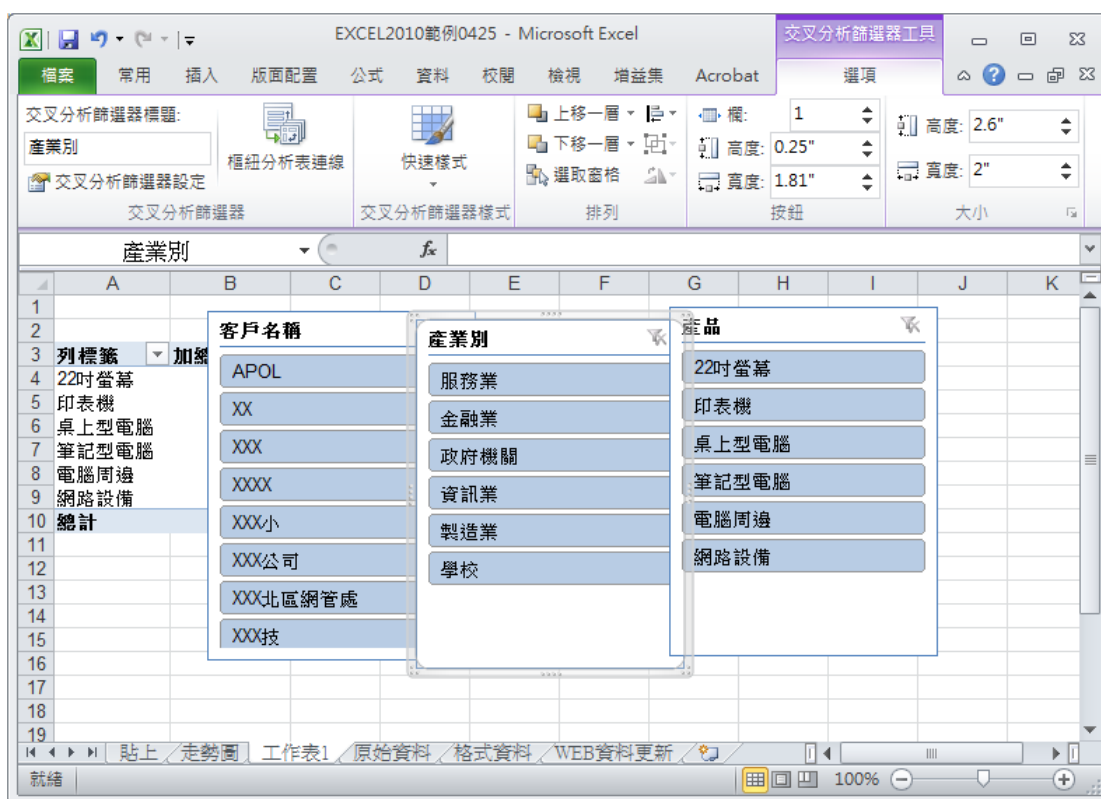 EXCEL2010範例0425 - Microsoft Excel
交叉分析篩選器工具
檔案 常用 插入 版面配置 公式 資料 校閱 檢視 增益集 Acrobat 選項
交叉分析篩選器標題:
產業別
交叉分析篩選器設定
樞紐分析表連線
交叉分析篩選器
快速樣式
交叉分析篩選器樣式
上移一層
下移一層
選取窗格
排列
欄: 1
高度: 0.25"
寬度: 1.81"
按鈕
高度: 2.6"
寬度: 2"
大小
產業別 fx
A B C D E F G H I J K
1
2
3 列標籤 加總
4 22吋螢幕
5 印表機
6 桌上型電腦
7 筆記型電腦
8 電腦周邊
9 網路設備
10 總計
11
12
13
14
15
16
17
18
19
客戶名稱
APOL
XX
XXX
XXXX
XXX小
XXX公司
XXX北區網管處
XXX技
產業別
服務業
金融業
政府機關
資訊業
製造業
學校
產品
22吋螢幕
印表機
桌上型電腦
筆記型電腦
電腦周邊
網路設備
貼上 走勢圖 工作表1 原始資料 格式資料 WEB資料更新
就緒 100%